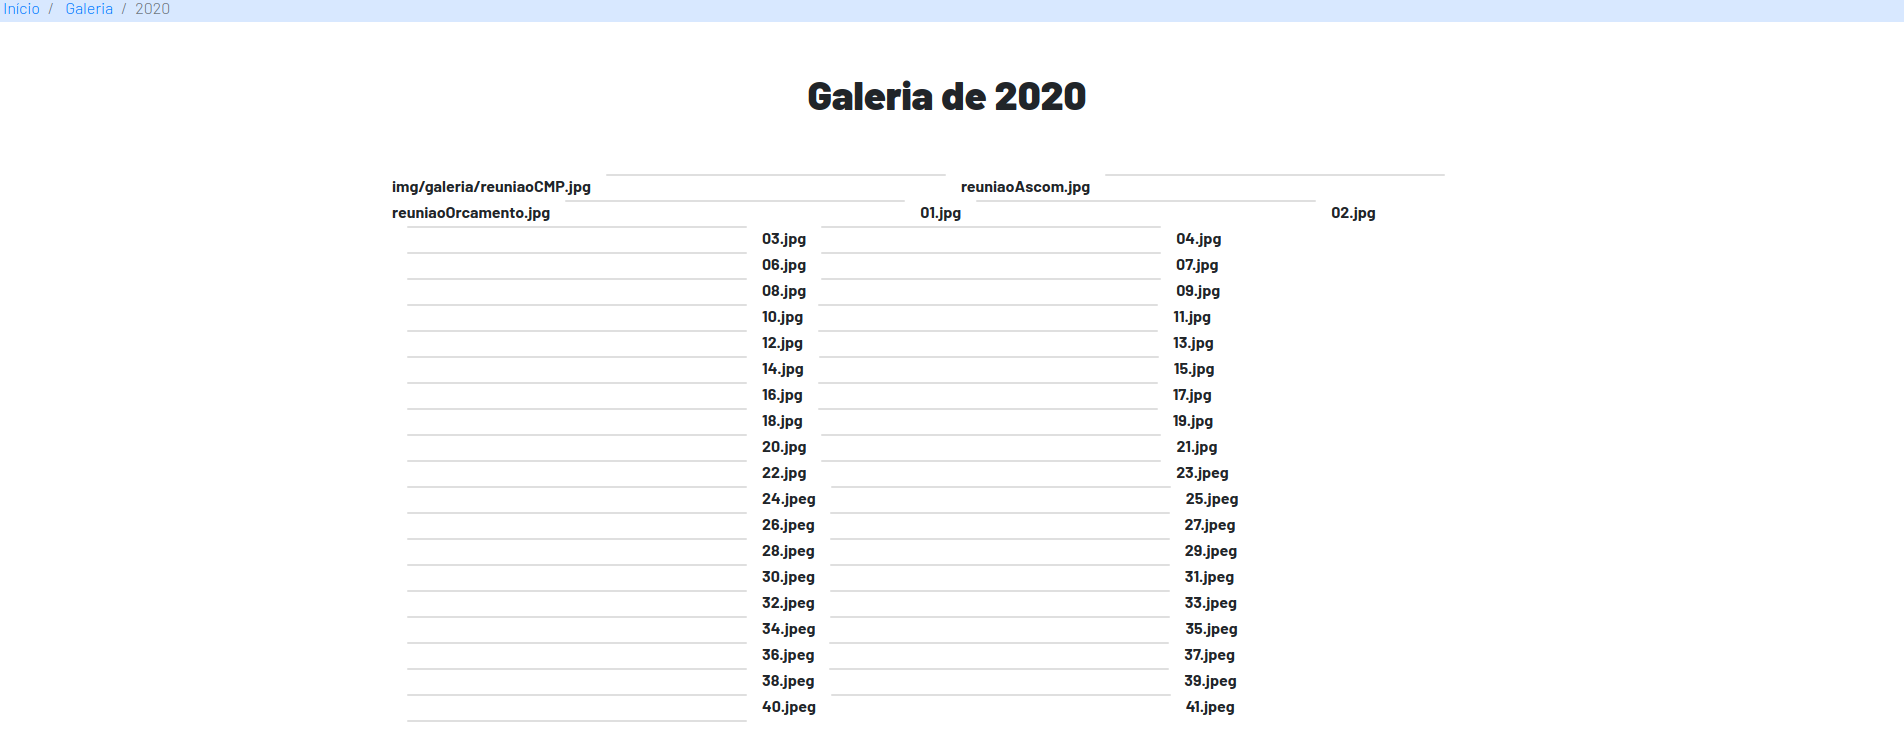 Início / Galeria / 2020
Galeria de 2020
img/galeria/reuniaoCMP.jpg reuniaoAscom.jpg
reuniaoOrcamento.jpg 01.jpg 02.jpg
03.jpg 04.jpg
06.jpg 07.jpg
08.jpg 09.jpg
10.jpg 11.jpg
12.jpg 13.jpg
14.jpg 15.jpg
16.jpg 17.jpg
18.jpg 19.jpg
20.jpg 21.jpg
22.jpg 23.jpeg
24.jpeg 25.jpeg
26.jpeg 27.jpeg
28.jpeg 29.jpeg
30.jpeg 31.jpeg
32.jpeg 33.jpeg
34.jpeg 35.jpeg
36.jpeg 37.jpeg
38.jpeg 39.jpeg
40.jpeg 41.jpeg